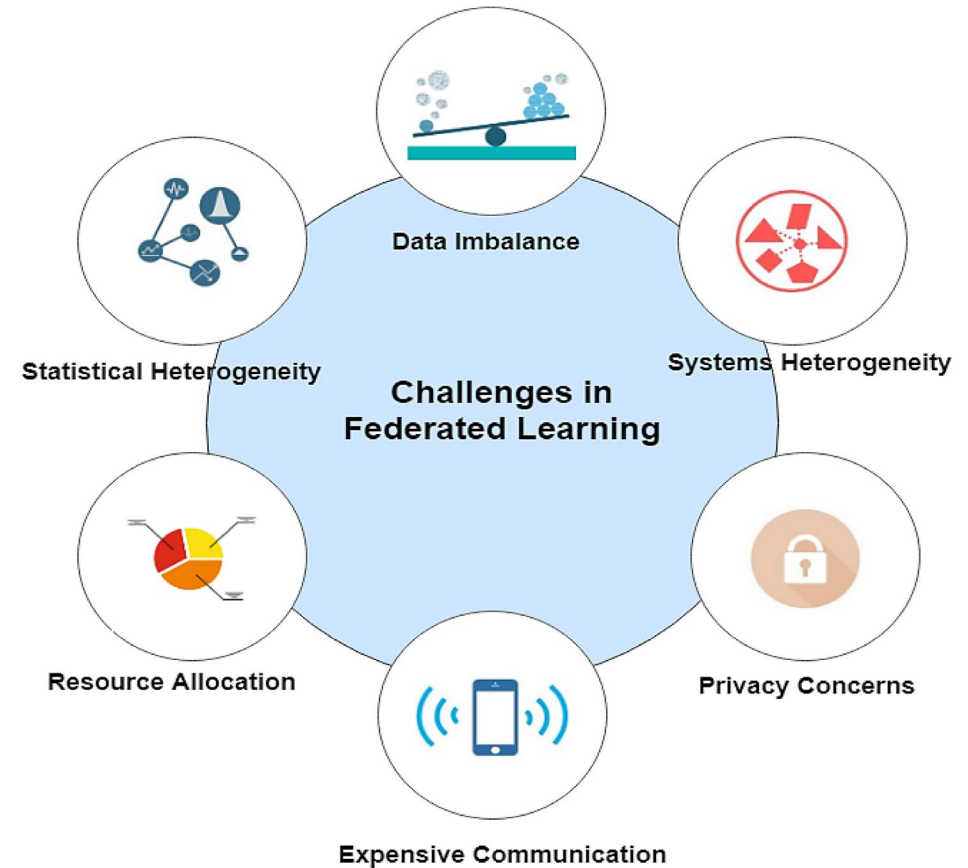 Data Imbalance
Statistical Heterogeneity
Systems Heterogeneity
Challenges in
Federated Learning
Resource Allocation
Privacy Concerns
Expensive Communication